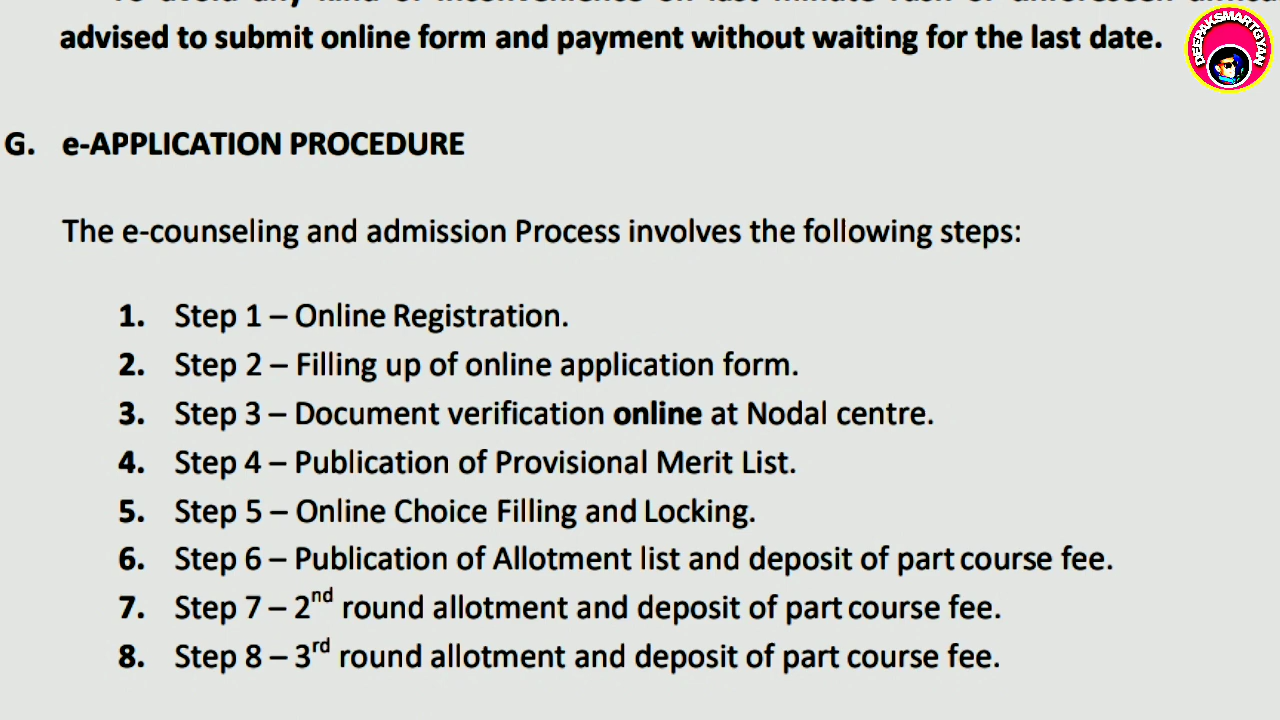 advised to submit online form and payment without waiting for the last date.
DEEPAKSMARTGYAN
G. e-APPLICATION PROCEDURE
The e-counseling and admission Process involves the following steps:
1. Step 1 – Online Registration.
2. Step 2 – Filling up of online application form.
3. Step 3 – Document verification online at Nodal centre.
4. Step 4 – Publication of Provisional Merit List.
5. Step 5 – Online Choice Filling and Locking.
6. Step 6 – Publication of Allotment list and deposit of part course fee.
7. Step 7 – 2nd round allotment and deposit of part course fee.
8. Step 8 – 3rd round allotment and deposit of part course fee.